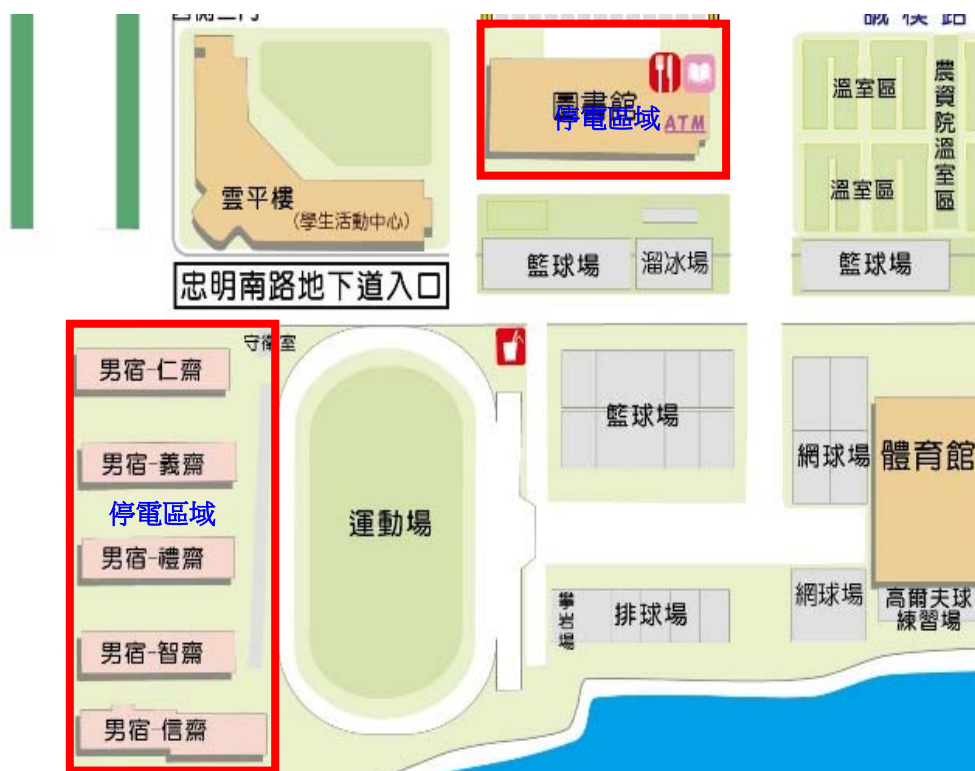 誠樸路
圖書館
停電區域
ATM
溫室區
溫室區
農資院溫室區
雲平樓
(學生活動中心)
籃球場
溜冰場
籃球場
忠明南路地下道入口
守衛室
男宿-仁齋
男宿-義齋
停電區域
男宿-禮齋
男宿-智齋
男宿-信齋
運動場
籃球場
網球場
體育館
攀岩場
排球場
網球場
高爾夫球
練習場